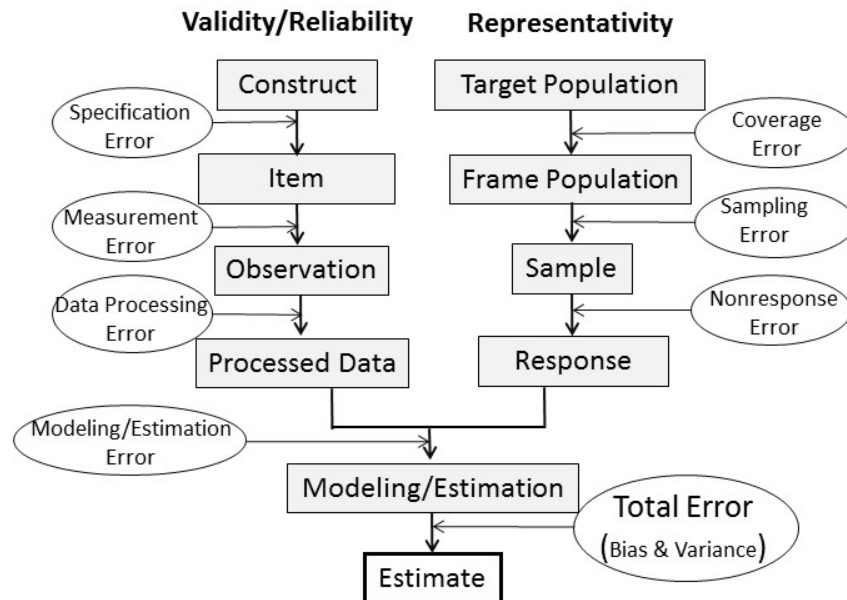 Validity/Reliability
Representativity
Construct
Target Population
Specification
Error
Coverage
Error
Item
Frame Population
Measurement
Error
Sampling
Error
Observation
Sample
Data Processing
Error
Nonresponse
Error
Processed Data
Response
Modeling/Estimation
Error
Modeling/Estimation
Total Error
(Bias & Variance)
Estimate